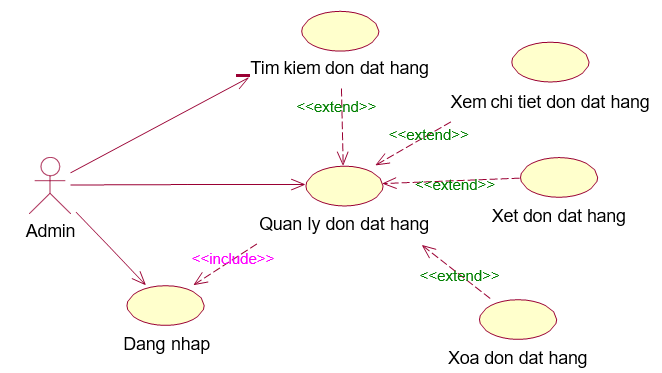 Tim kiem don dat hang
<<extend>>
Xem chi tiet don dat hang
<<extend>>
<<extend>>
Xet don dat hang
Admin
Quan ly don dat hang
<<include>>
<<extend>>
Dang nhap
Xoa don dat hang